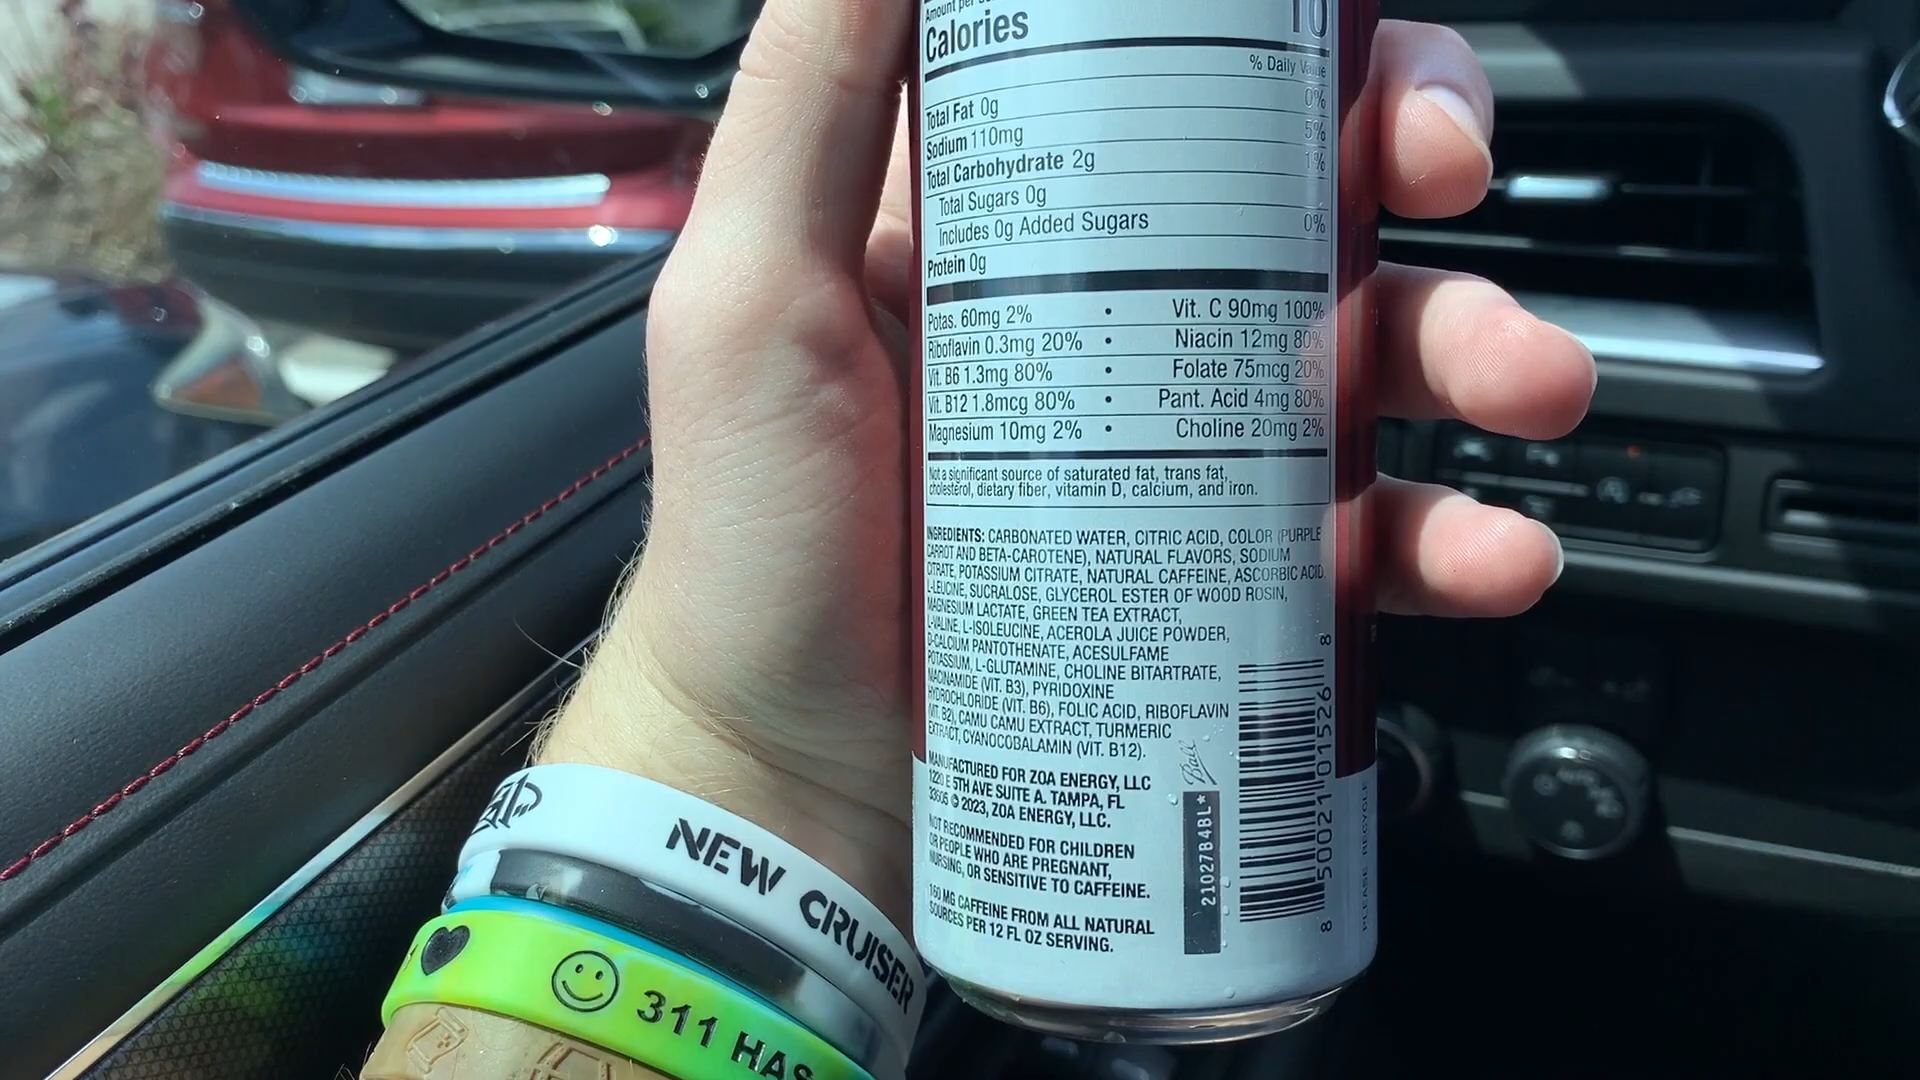 Amount per
Calories 10
% Daily Value
Total Fat 0g 0%
Sodium 110mg 5%
Total Carbohydrate 2g 1%
Total Sugars 0g
Includes 0g Added Sugars 0%
Protein 0g
Potas. 60mg 2% • Vit. C 90mg 100%
Riboflavin 0.3mg 20% • Niacin 12mg 80%
Vit. B6 1.3mg 80% • Folate 75mcg 20%
Vit. B12 1.8mcg 80% • Pant. Acid 4mg 80%
Magnesium 10mg 2% • Choline 20mg 2%
Not a significant source of saturated fat, trans fat,
cholesterol, dietary fiber, vitamin D, calcium, and iron.
INGREDIENTS: CARBONATED WATER, CITRIC ACID, COLOR (PURPLE
CARROT AND BETA-CAROTENE), NATURAL FLAVORS, SODIUM
CITRATE, POTASSIUM CITRATE, NATURAL CAFFEINE, ASCORBIC ACID,
L-LEUCINE, SUCRALOSE, GLYCEROL ESTER OF WOOD ROSIN,
MAGNESIUM LACTATE, GREEN TEA EXTRACT,
L-VALINE, L-ISOLEUCINE, ACEROLA JUICE POWDER,
D-CALCIUM PANTOTHENATE, ACESULFAME
POTASSIUM, L-GLUTAMINE, CHOLINE BITARTRATE,
NIACINAMIDE (VIT. B3), PYRIDOXINE
HYDROCHLORIDE (VIT. B6), FOLIC ACID, RIBOFLAVIN
(VIT. B2), CAMU CAMU EXTRACT, TURMERIC
EXTRACT, CYANOCOBALAMIN (VIT. B12).
MANUFACTURED FOR ZOA ENERGY, LLC
1220 E 5TH AVE SUITE A. TAMPA, FL
33605 © 2023, ZOA ENERGY, LLC.
NOT RECOMMENDED FOR CHILDREN
OR PEOPLE WHO ARE PREGNANT,
NURSING, OR SENSITIVE TO CAFFEINE.
160 MG CAFFEINE FROM ALL NATURAL
SOURCES PER 12 FL OZ SERVING.
Ball
21027B4BL*
8 50021 01526 8
PLEASE RECYCLE
NEW CRUISER
311 HAS
AUTO